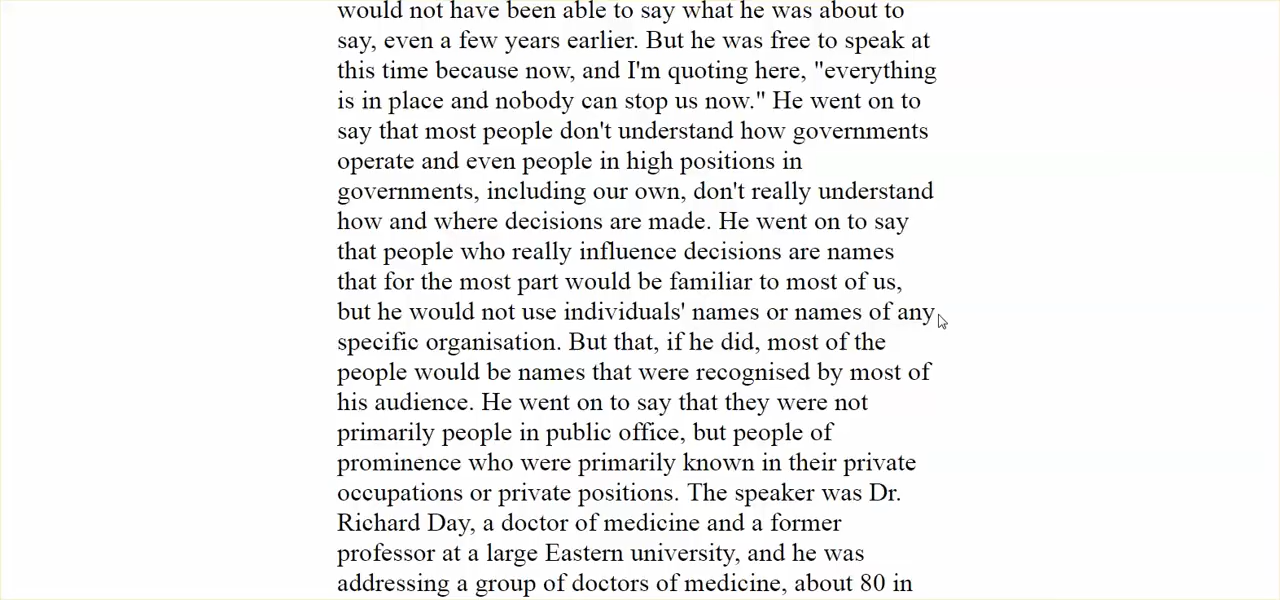 would not have been able to say what he was about to
say, even a few years earlier. But he was free to speak at
this time because now, and I'm quoting here, "everything
is in place and nobody can stop us now." He went on to
say that most people don't understand how governments
operate and even people in high positions in
governments, including our own, don't really understand
how and where decisions are made. He went on to say
that people who really influence decisions are names
that for the most part would be familiar to most of us,
but he would not use individuals' names or names of any
specific organisation. But that, if he did, most of the
people would be names that were recognised by most of
his audience. He went on to say that they were not
primarily people in public office, but people of
prominence who were primarily known in their private
occupations or private positions. The speaker was Dr.
Richard Day, a doctor of medicine and a former
professor at a large Eastern university, and he was
addressing a group of doctors of medicine, about 80 in